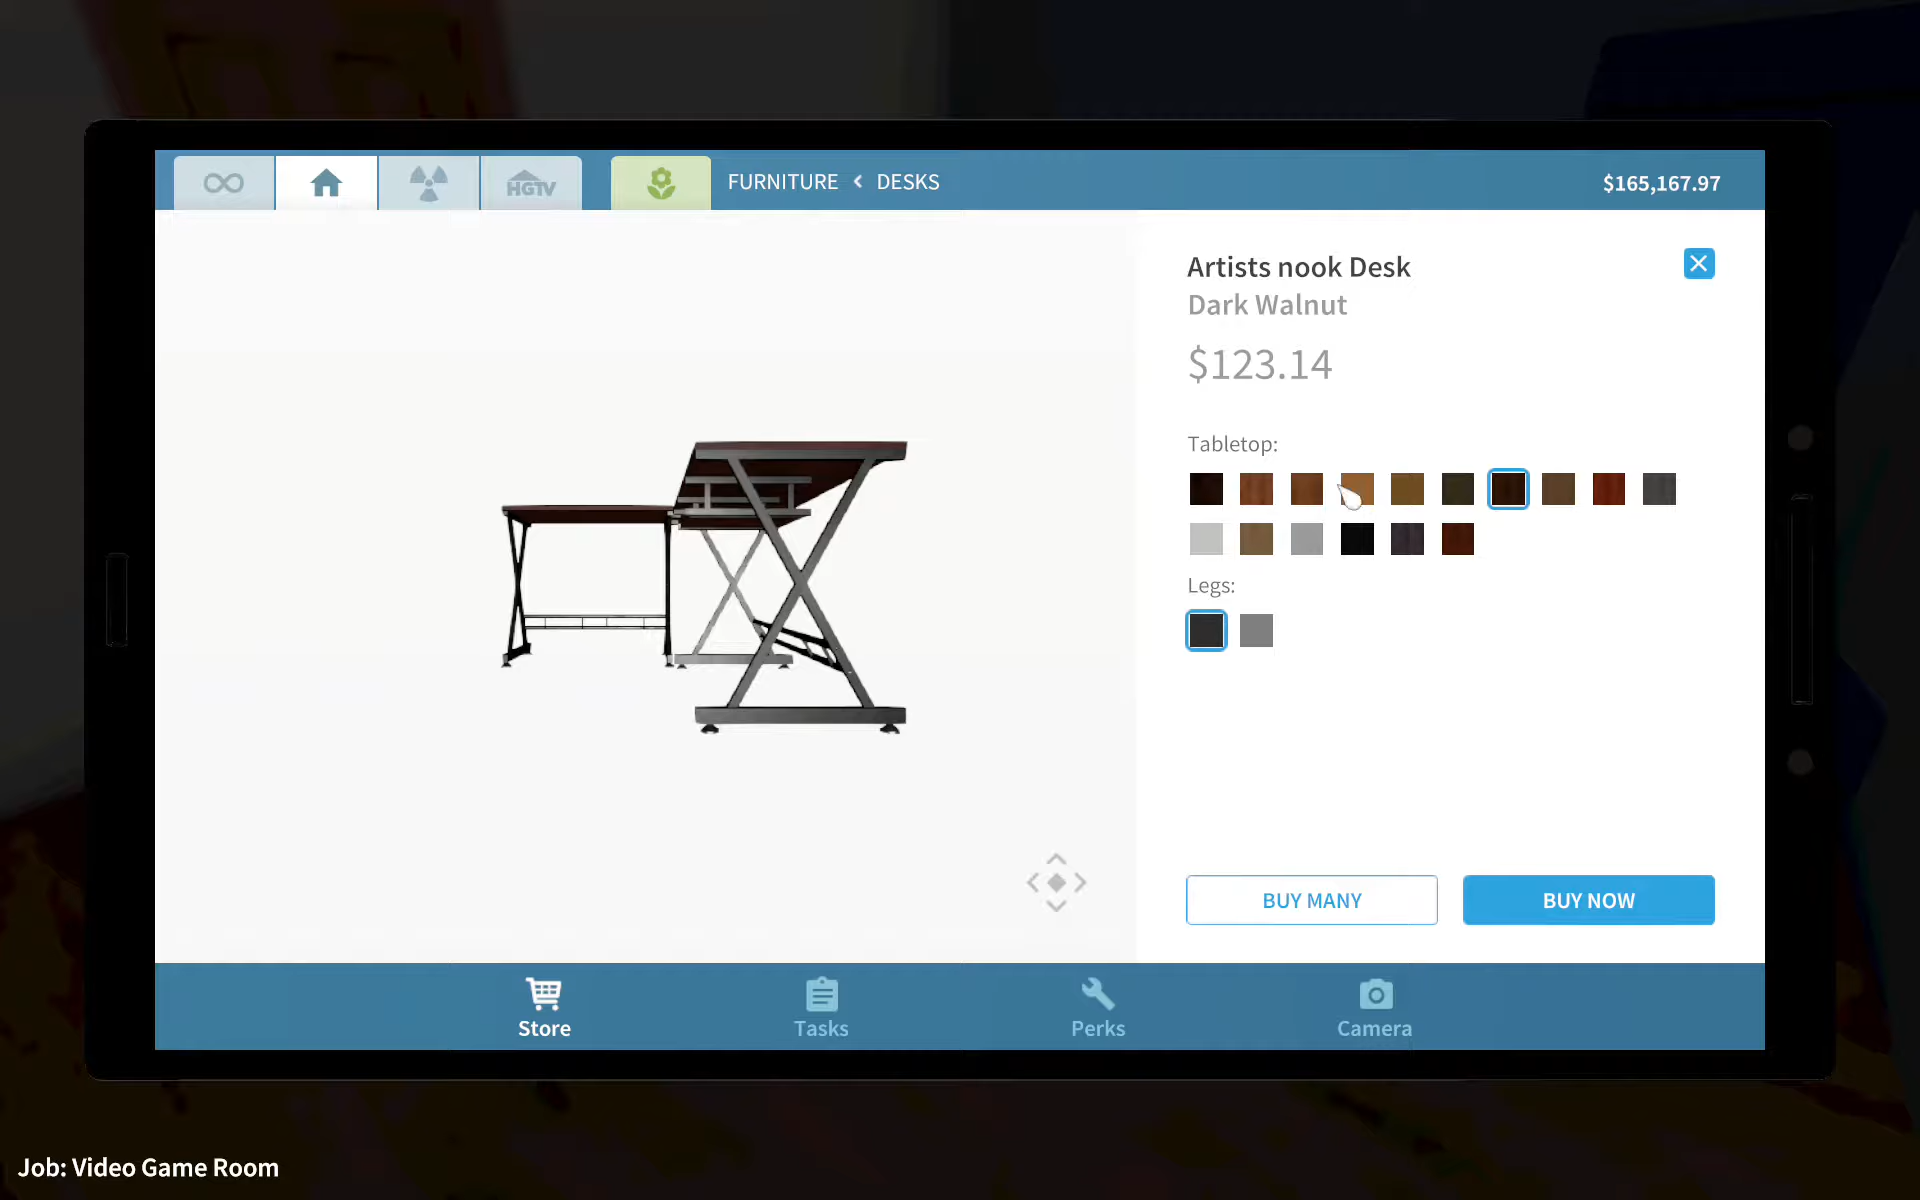 HGTV
FURNITURE < DESKS
$165,167.97
Artists nook Desk
Dark Walnut
$123.14
Tabletop:
Legs:
BUY MANY
BUY NOW
Store
Tasks
Perks
Camera
Job: Video Game Room